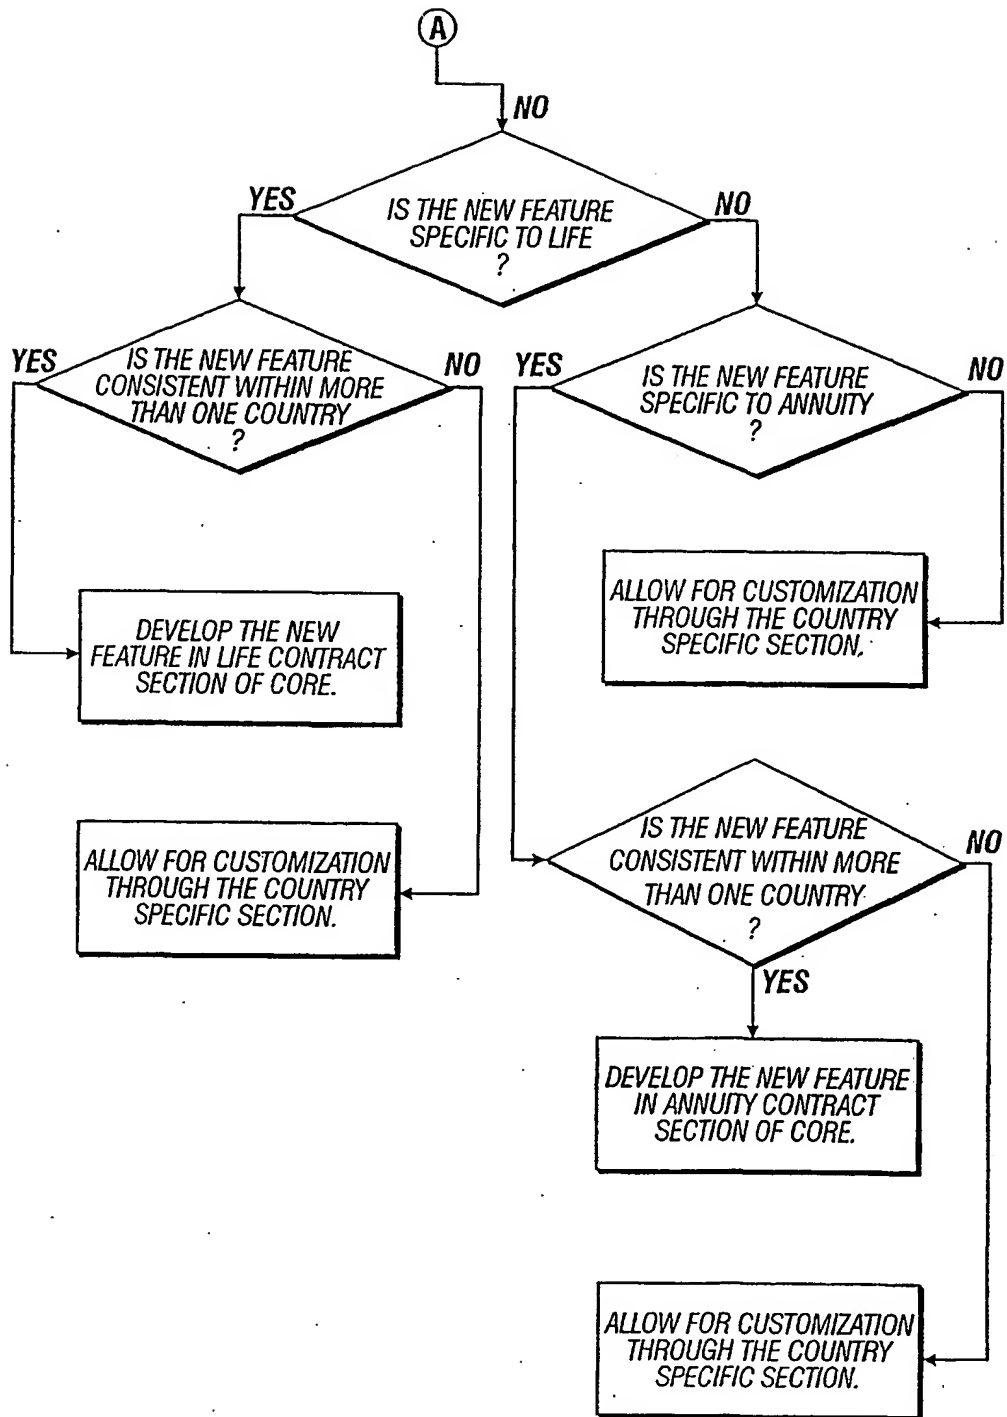 A
NO
YES
IS THE NEW FEATURE
SPECIFIC TO LIFE
?
NO
YES
IS THE NEW FEATURE
CONSISTENT WITHIN MORE
THAN ONE COUNTRY
?
NO
YES
IS THE NEW FEATURE
SPECIFIC TO ANNUITY
?
NO
DEVELOP THE NEW
FEATURE IN LIFE CONTRACT
SECTION OF CORE.
ALLOW FOR CUSTOMIZATION
THROUGH THE COUNTRY
SPECIFIC SECTION.
ALLOW FOR CUSTOMIZATION
THROUGH THE COUNTRY
SPECIFIC SECTION.
IS THE NEW FEATURE
CONSISTENT WITHIN MORE
THAN ONE COUNTRY
?
NO
YES
DEVELOP THE NEW FEATURE
IN ANNUITY CONTRACT
SECTION OF CORE.
ALLOW FOR CUSTOMIZATION
THROUGH THE COUNTRY
SPECIFIC SECTION.